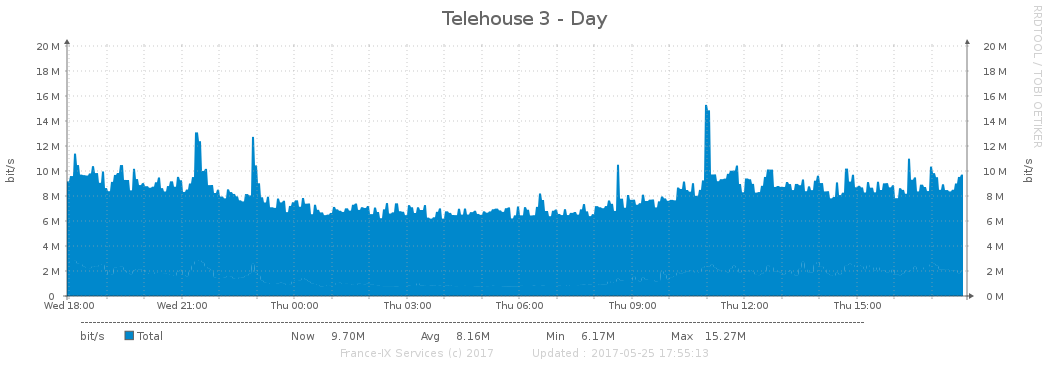 Telehouse 3 - Day
RRDTOOL / TOBI OETIKER
bit/s
bit/s
20 M 20 M
18 M 18 M
16 M 16 M
14 M 14 M
12 M 12 M
10 M 10 M
8 M 8 M
6 M 6 M
4 M 4 M
2 M 2 M
0 0 M
Wed 18:00 Wed 21:00 Thu 00:00 Thu 03:00 Thu 06:00 Thu 09:00 Thu 12:00 Thu 15:00
bit/s Total Now 9.70M Avg 8.16M Min 6.17M Max 15.27M
France-IX Services (c) 2017 Updated : 2017-05-25 17:55:13